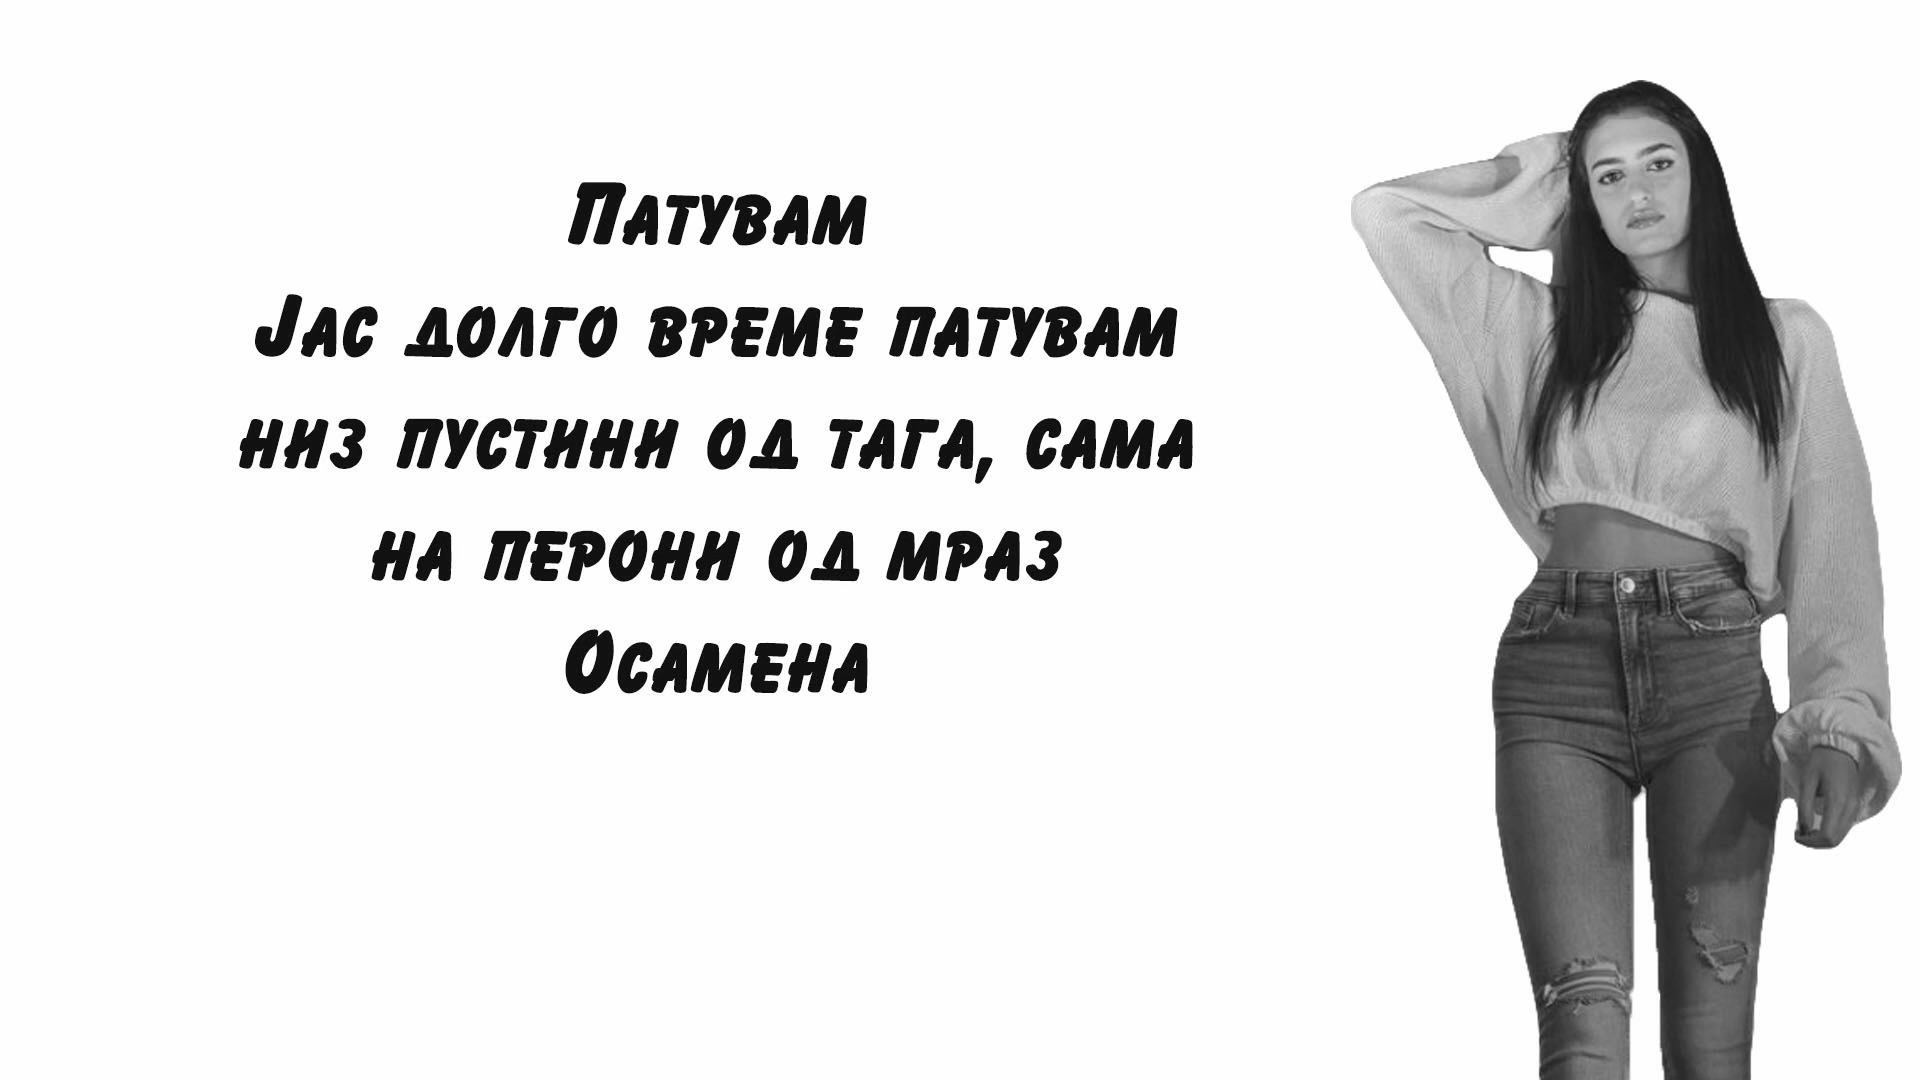 Патувам
Јас долго време патувам
низ пустини од тага, сама
на перони од мраз
Осамена